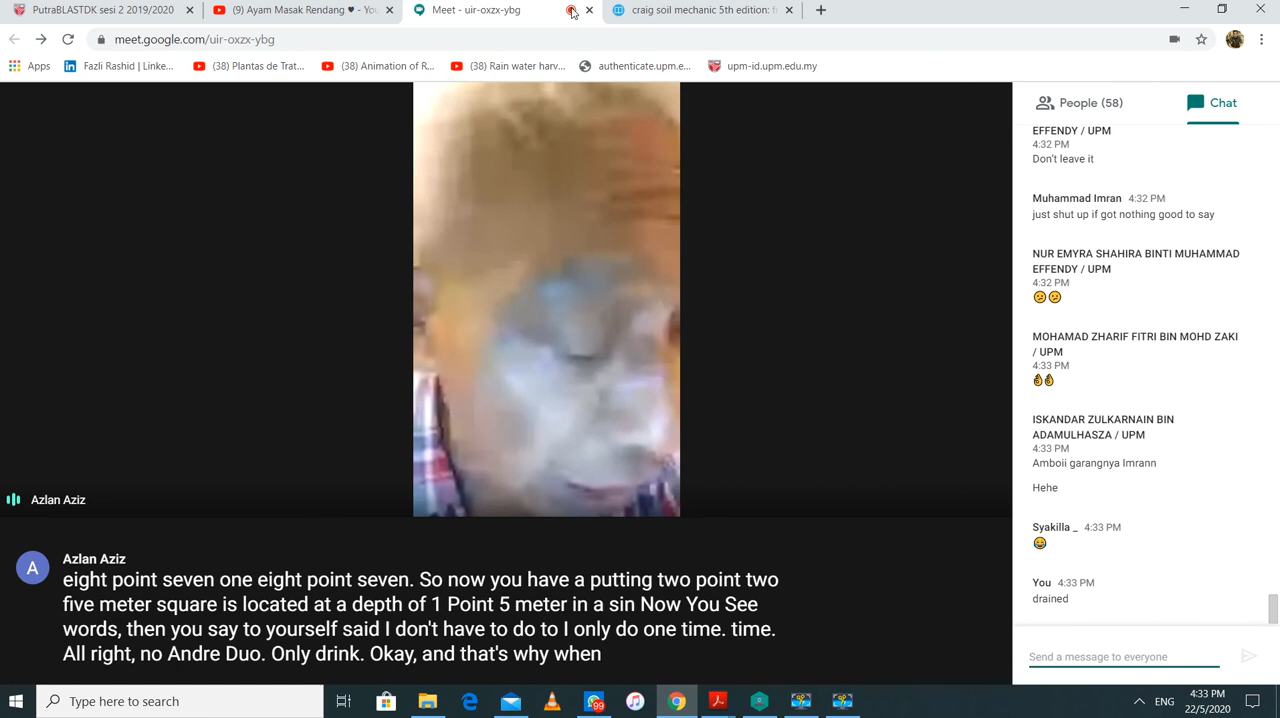 PutraBLASTDK sesi 2 2019/2020
(9) Ayam Masak Rendang ♥ - You
Meet - uir-oxzx-ybg
craig soil mechanic 5th edition: f
meet.google.com/uir-oxzx-ybg
Apps
Fazli Rashid | Linke...
(38) Plantas de Trat...
(38) Animation of R...
(38) Rain water harv...
authenticate.upm.e...
upm-id.upm.edu.my
People (58)
Chat
EFFENDY / UPM
4:32 PM
Don't leave it
Muhammad Imran 4:32 PM
just shut up if got nothing good to say
NUR EMYRA SHAHIRA BINTI MUHAMMAD
EFFENDY / UPM
4:32 PM
😕😕
MOHAMAD ZHARIF FITRI BIN MOHD ZAKI
/ UPM
4:33 PM
👌👌
ISKANDAR ZULKARNAIN BIN
ADAMULHASZA / UPM
4:33 PM
Amboii garangnya Imrann
Hehe
Syakilla _ 4:33 PM
😂
You 4:33 PM
drained
Send a message to everyone
Azlan Aziz
A
Azlan Aziz
eight point seven one eight point seven. So now you have a putting two point two
five meter square is located at a depth of 1 Point 5 meter in a sin Now You See
words, then you say to yourself said I don't have to do to I only do one time. time.
All right, no Andre Duo. Only drink. Okay, and that's why when
Type here to search
99
ENG
4:33 PM
22/5/2020